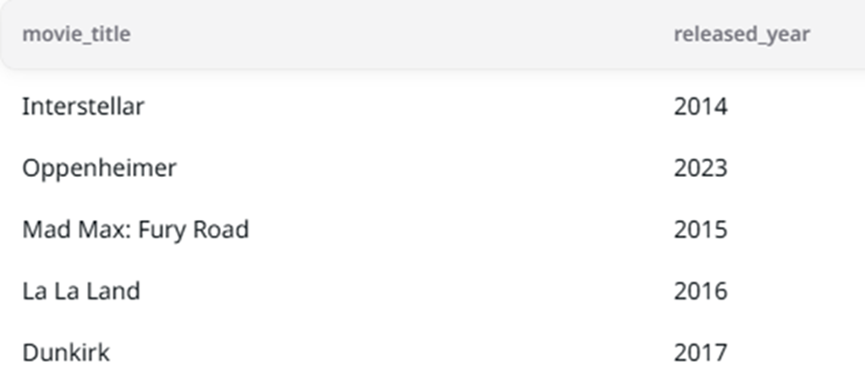 movie_title released_year
Interstellar 2014
Oppenheimer 2023
Mad Max: Fury Road 2015
La La Land 2016
Dunkirk 2017